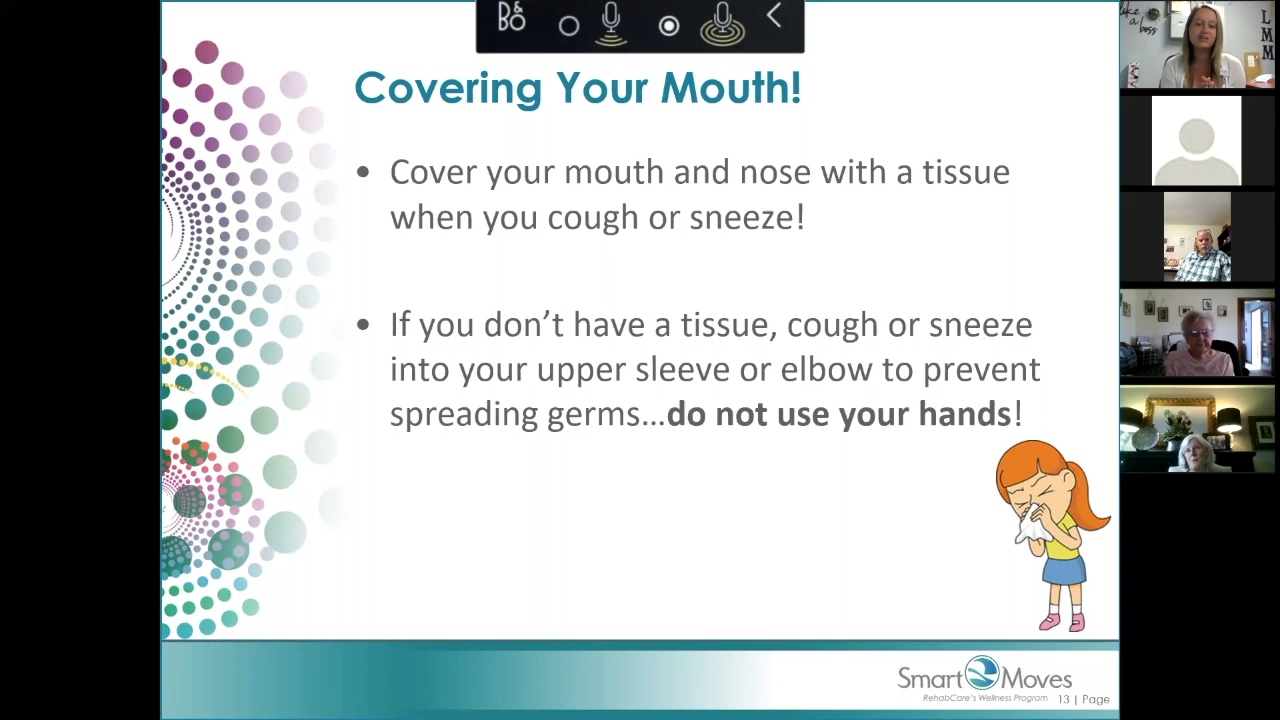 B&O
like
a boss
L
M
M
Covering Your Mouth!
• Cover your mouth and nose with a tissue
when you cough or sneeze!
• If you don’t have a tissue, cough or sneeze
into your upper sleeve or elbow to prevent
spreading germs…do not use your hands!
Smart Moves
RehabCare's Wellness Program
13 | Page